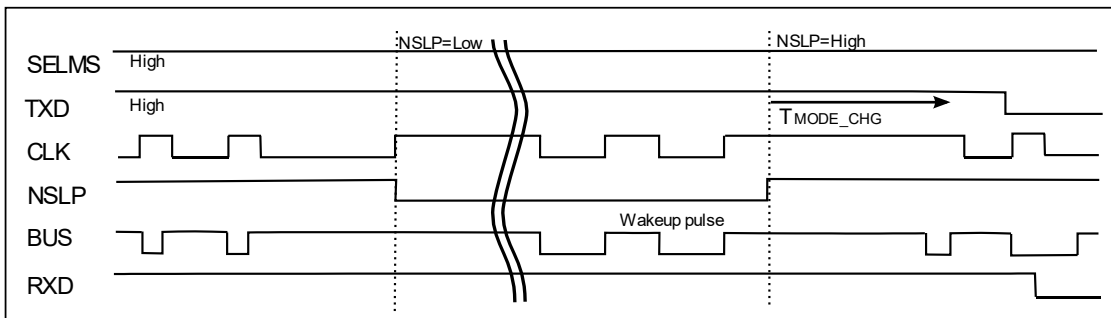 NSLP=Low
NSLP=High
SELMS
High
TXD
High
TMODE_CHG
CLK
NSLP
Wakeup pulse
BUS
RXD